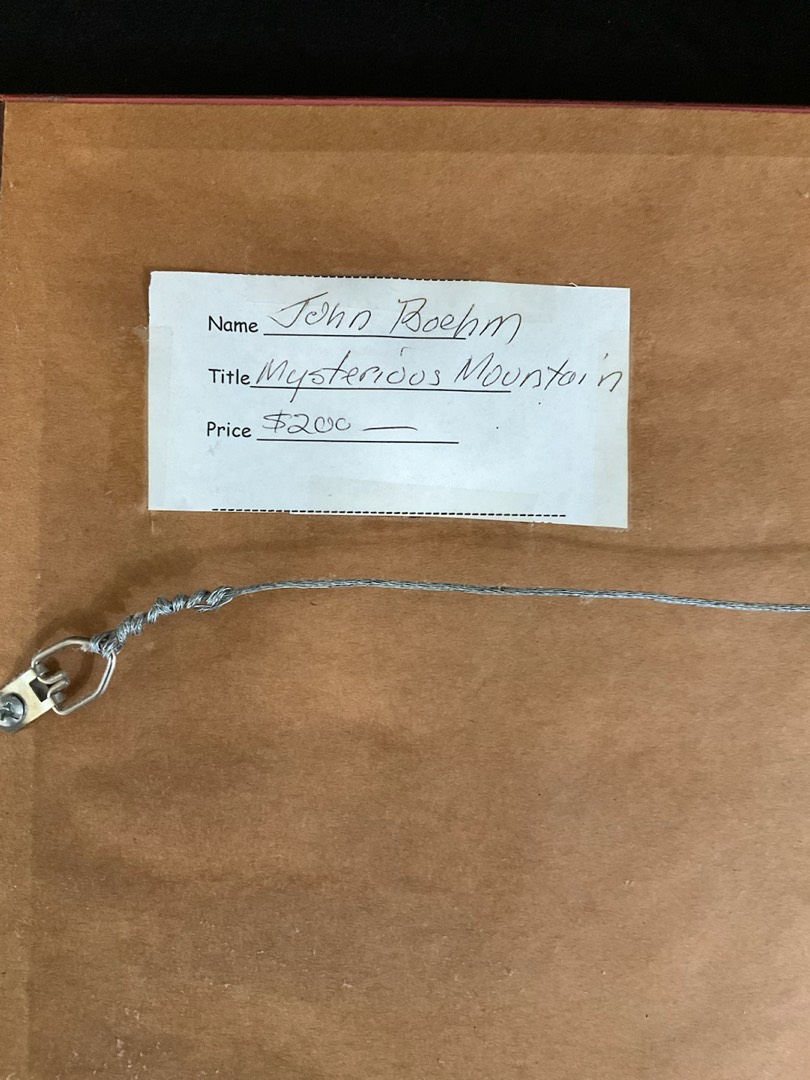 Name John Boehm
Title Mysterious Mountain
Price $200 —